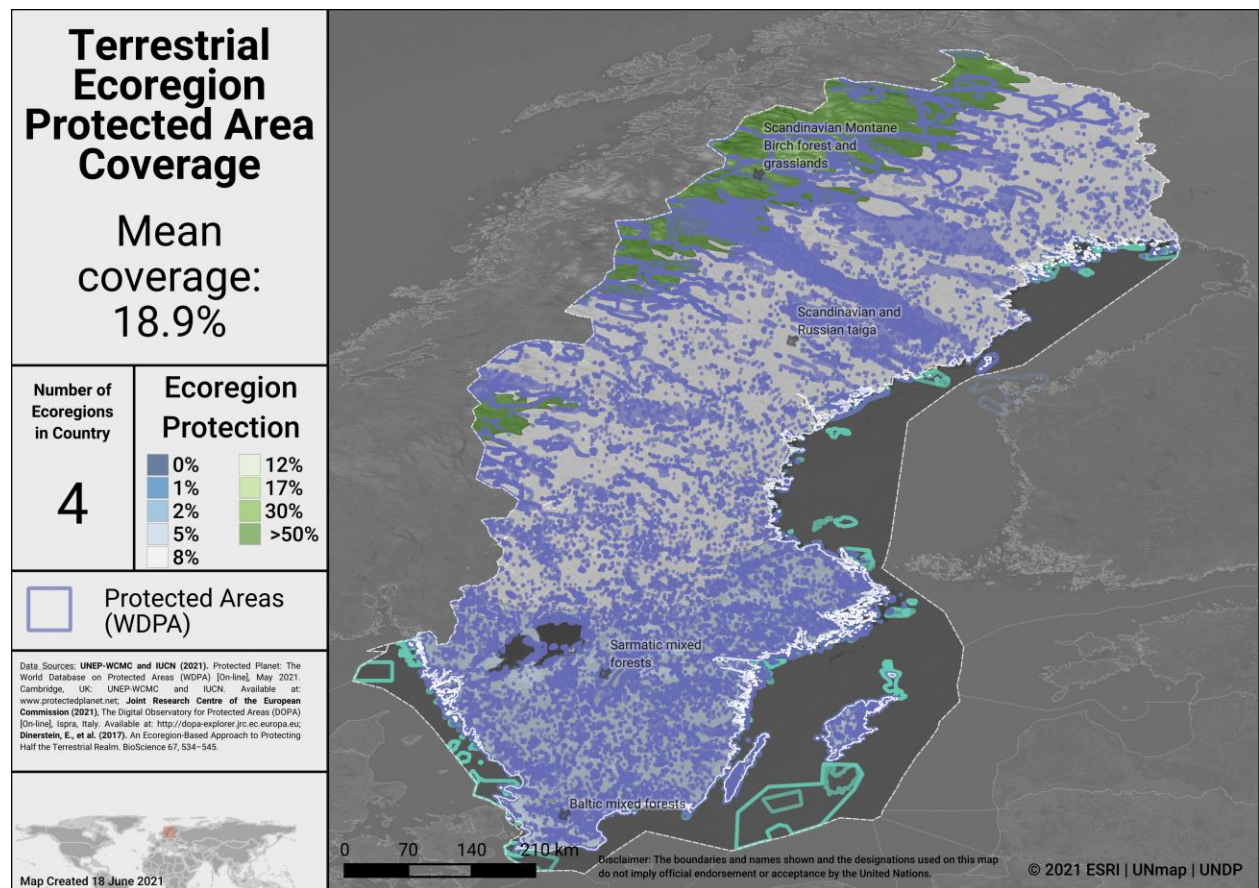 Terrestrial
Ecoregion
Protected Area
Coverage
Mean
coverage:
18.9%
Number of
Ecoregions
in Country
4
Ecoregion
Protection
0%
1%
2%
5%
8%
12%
17%
30%
>50%
Protected Areas
(WDPA)
Data Sources: UNEP-WCMC and IUCN (2021). Protected Planet: The
World Database on Protected Areas (WDPA) [On-line], May 2021.
Cambridge, UK: UNEP-WCMC and IUCN. Available at:
www.protectedplanet.net; Joint Research Centre of the European
Commission (2021), The Digital Observatory for Protected Areas (DOPA)
[On-line], Ispra, Italy. Available at: http://dopa-explorer.jrc.ec.europa.eu;
Dinerstein, E., et al. (2017). An Ecoregion-Based Approach to Protecting
Half the Terrestrial Realm. BioScience 67, 534–545.
Map Created 18 June 2021
Scandinavian Montane
Birch forest and
grasslands
Scandinavian and
Russian taiga
Sarmatic mixed
forests
Baltic mixed forests
0 70 140 210 km
Disclaimer: The boundaries and names shown and the designations used on this map
do not imply official endorsement or acceptance by the United Nations.
© 2021 ESRI | UNmap | UNDP